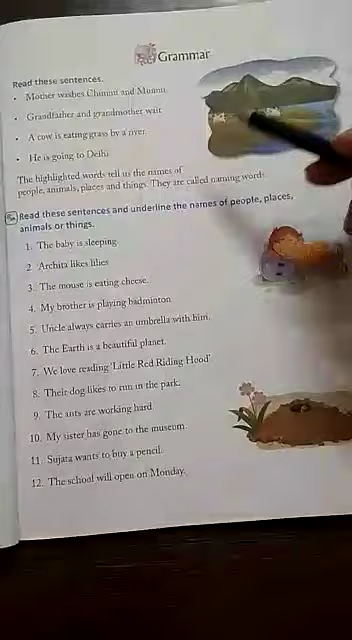 Grammar
Read these sentences.
• Mother washes Chunnu and Munnu.
• Grandfather and grandmother wait
• A cow is eating grass by a river.
• He is going to Delhi
The highlighted words tell us the names of
people, animals, places and things. They are called naming words.
Read these sentences and underline the names of people, places,
animals or things.
1. The baby is sleeping.
2. Archita likes lilies
3. The mouse is eating cheese.
4. My brother is playing badminton
5. Uncle always carries an umbrella with him.
6. The Earth is a beautiful planet.
7. We love reading 'Little Red Riding Hood'
8. Their dog likes to run in the park.
9. The ants are working hard.
10. My sister has gone to the museum.
11. Sujata wants to buy a pencil.
12. The school will open on Monday.